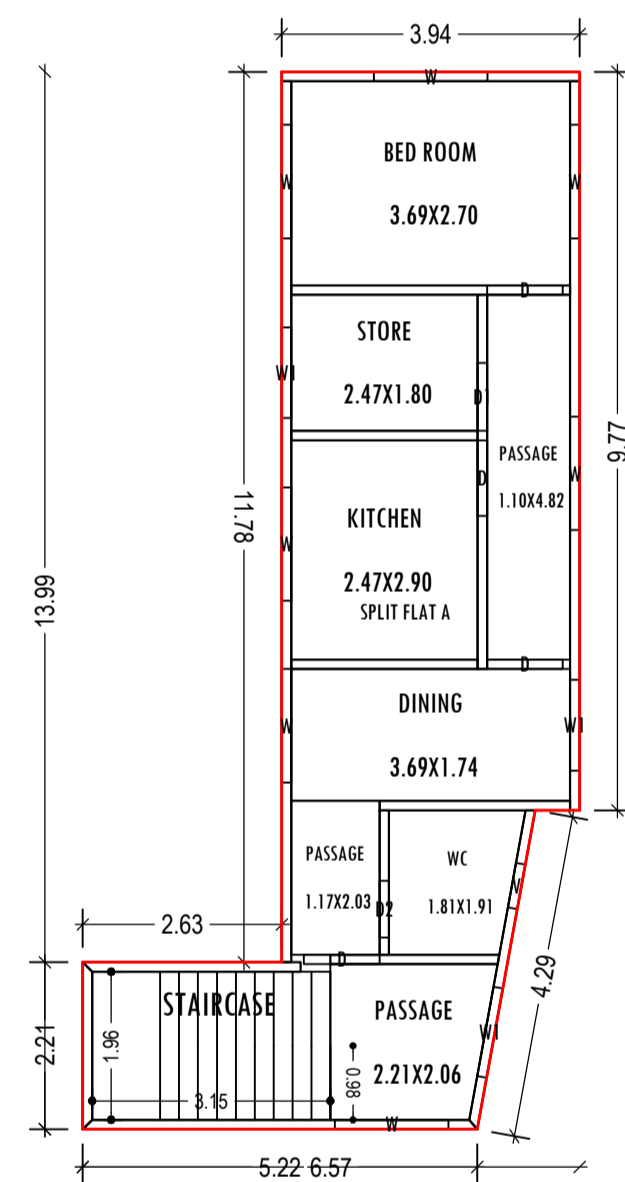 3.94
W
BED ROOM
W
W
3.69X2.70
D
STORE
W1
2.47X1.80
D1
PASSAGE
W
9.77
1.10X4.82
D
11.78
KITCHEN
W
2.47X2.90
SPLIT FLAT A
13.99
D
DINING
W
W1
3.69X1.74
PASSAGE
WC
1.17X2.03
D2
1.81X1.91
V
2.63
D
4.29
STAIRCASE
PASSAGE
2.21
1.96
W1
2.21X2.06
0.98
3.15
W
5.22
6.57